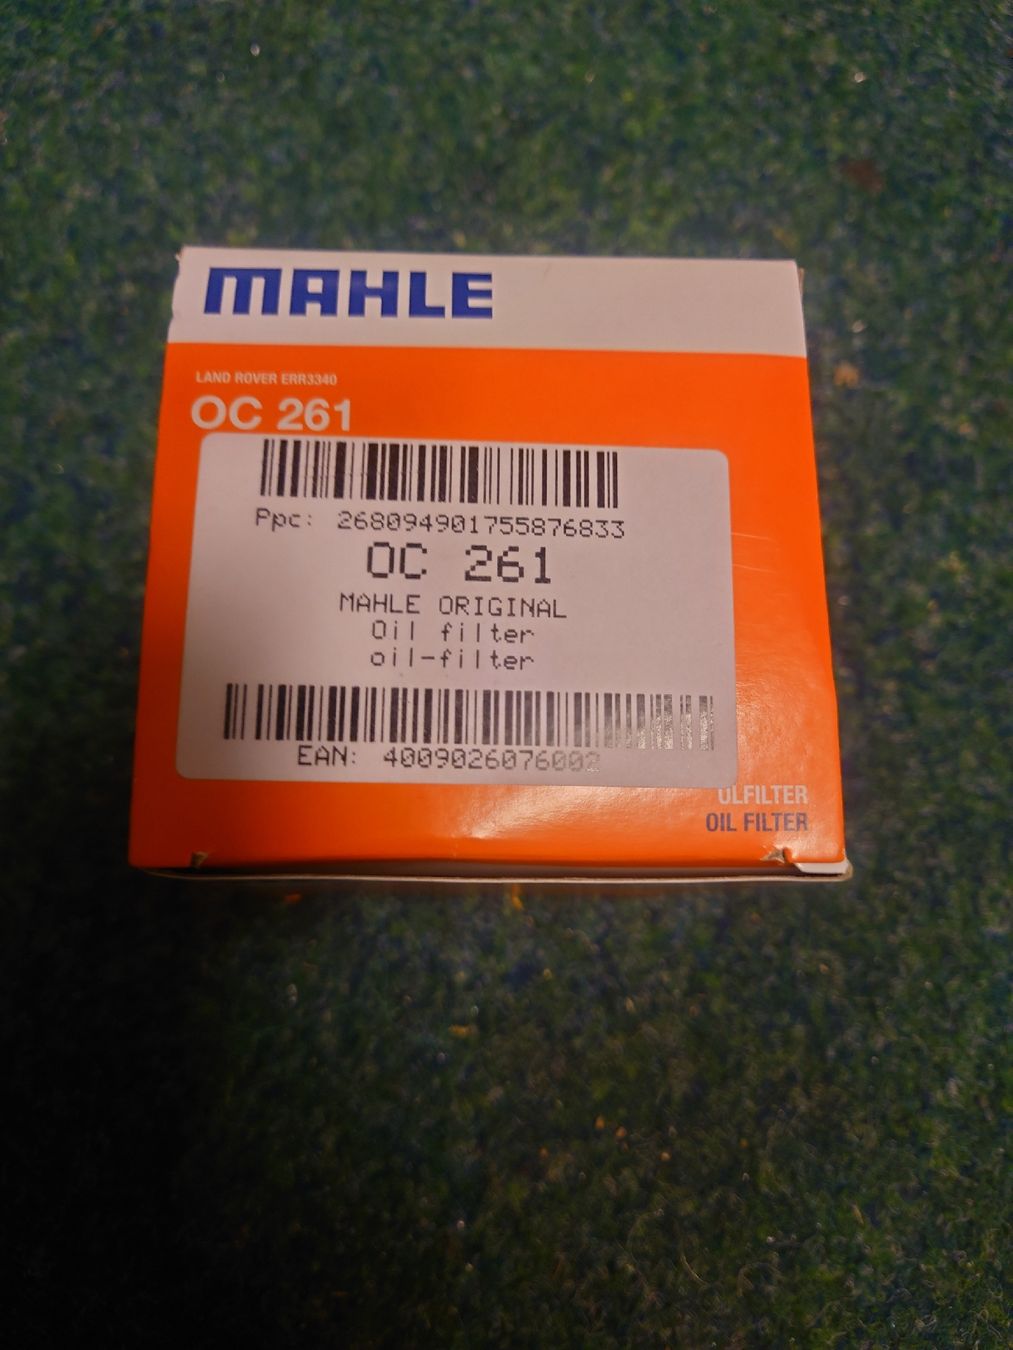 MAHLE
LAND ROVER ERR3340
OC 261
Ppc: 268094901755876833
OC 261
MAHLE ORIGINAL
Oil filter
oil-filter
EAN: 4009026076002
ÖLFILTER
OIL FILTER